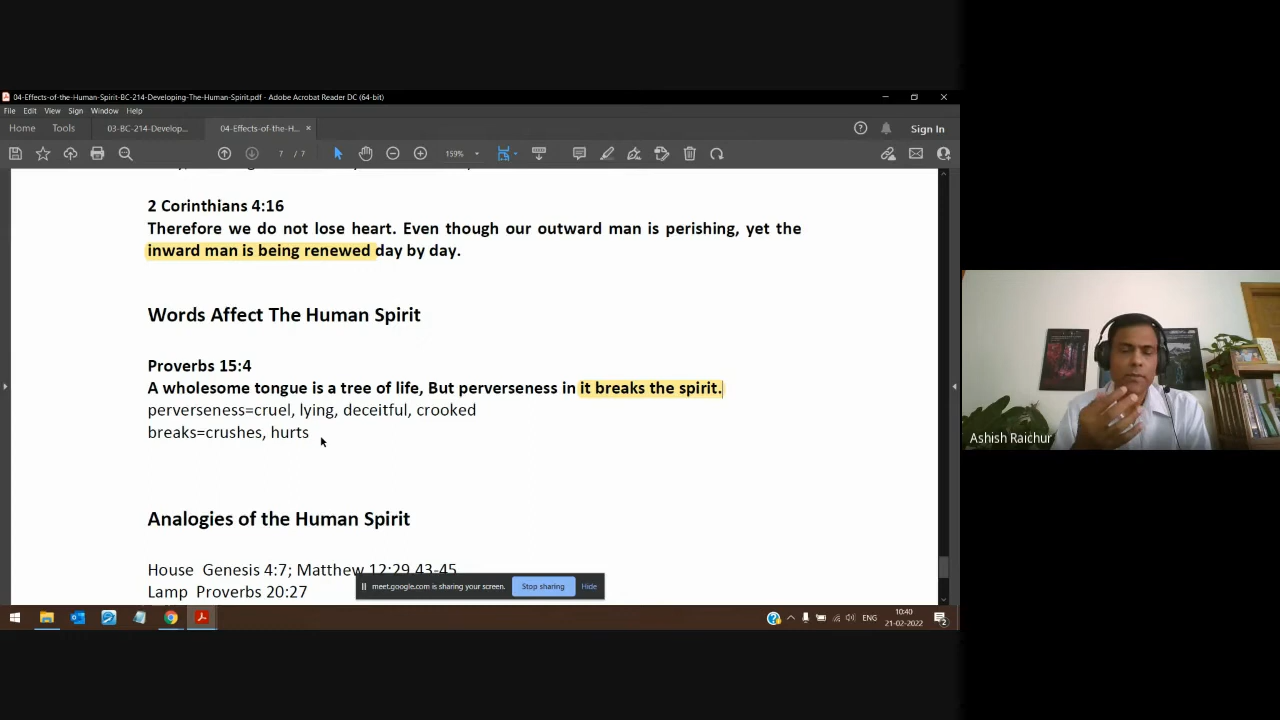 04-Effects-of-the-Human-Spirit-BC-214-Developing-The-Human-Spirit.pdf - Adobe Acrobat Reader DC (64-bit)
File Edit View Sign Window Help
Home Tools 03-BC-214-Develop... 04-Effects-of-the-H... × Sign In
7 / 7 159%
2 Corinthians 4:16
Therefore we do not lose heart. Even though our outward man is perishing, yet the
inward man is being renewed day by day.
Words Affect The Human Spirit
Proverbs 15:4
A wholesome tongue is a tree of life, But perverseness in it breaks the spirit.
perverseness=cruel, lying, deceitful, crooked
breaks=crushes, hurts
Ashish Raichur
Analogies of the Human Spirit
House Genesis 4:7; Matthew 12:29,43-45
Lamp Proverbs 20:27
meet.google.com is sharing your screen. Stop sharing Hide
ENG 10:40
21-02-2022